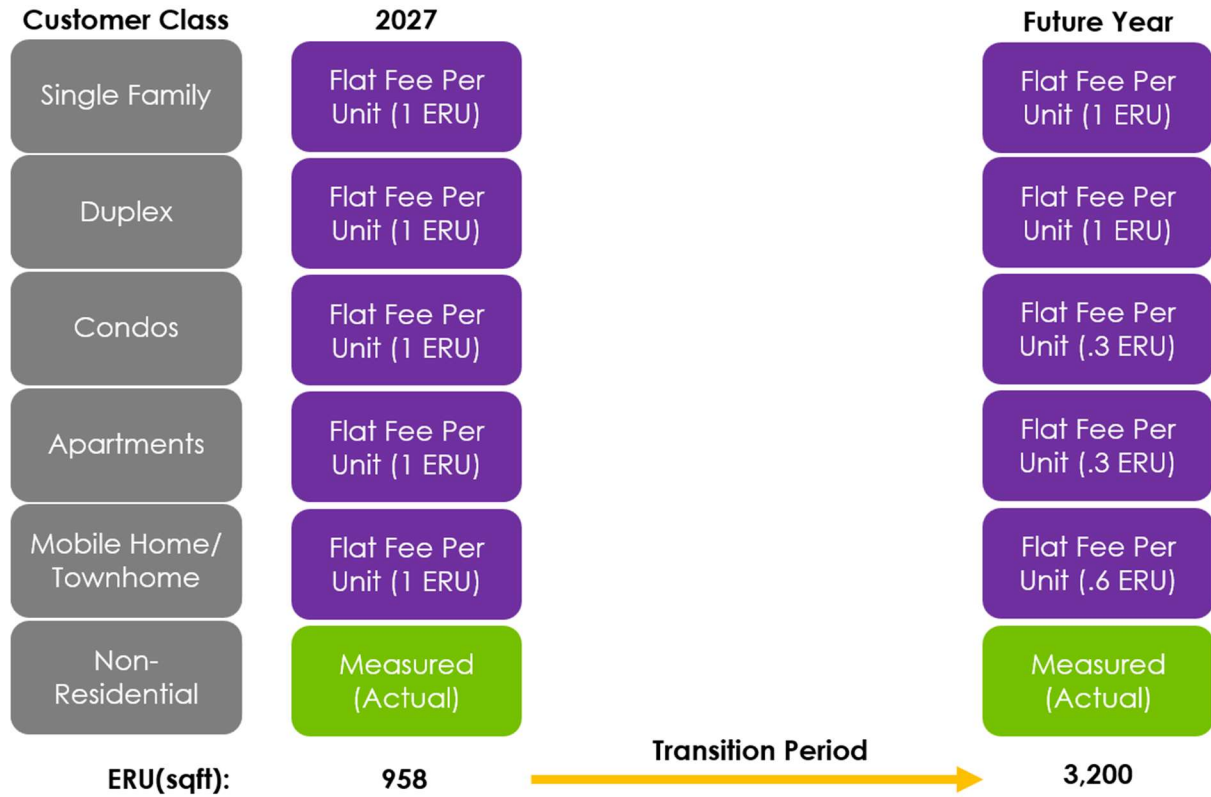 Customer Class
2027
Future Year
Single Family
Flat Fee Per
Unit (1 ERU)
Flat Fee Per
Unit (1 ERU)
Duplex
Flat Fee Per
Unit (1 ERU)
Flat Fee Per
Unit (1 ERU)
Condos
Flat Fee Per
Unit (1 ERU)
Flat Fee Per
Unit (.3 ERU)
Apartments
Flat Fee Per
Unit (1 ERU)
Flat Fee Per
Unit (.3 ERU)
Mobile Home/
Townhome
Flat Fee Per
Unit (1 ERU)
Flat Fee Per
Unit (.6 ERU)
Non-
Residential
Measured
(Actual)
Measured
(Actual)
ERU(sqft):
958
Transition Period
3,200